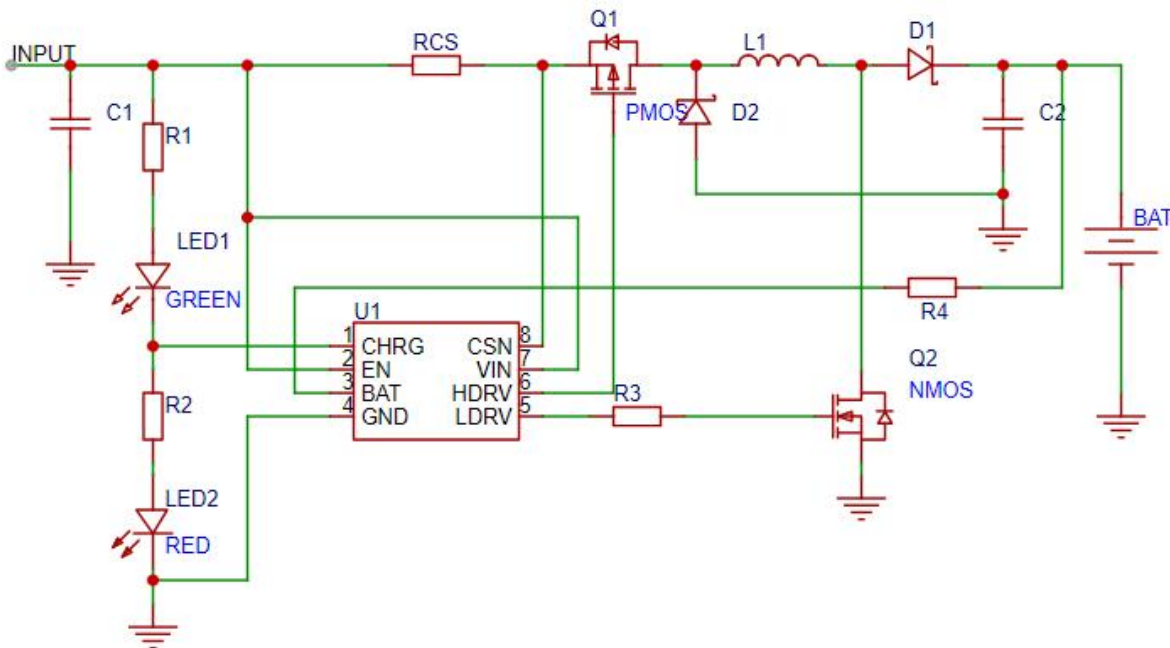 INPUT
RCS
Q1
PMOS
L1
D1
C1
R1
D2
C2
LED1
GREEN
BAT
R4
U1
1 CHRG CSN 8
2 EN VIN 7
3 BAT HDRV 6
4 GND LDRV 5
R3
Q2
NMOS
R2
LED2
RED